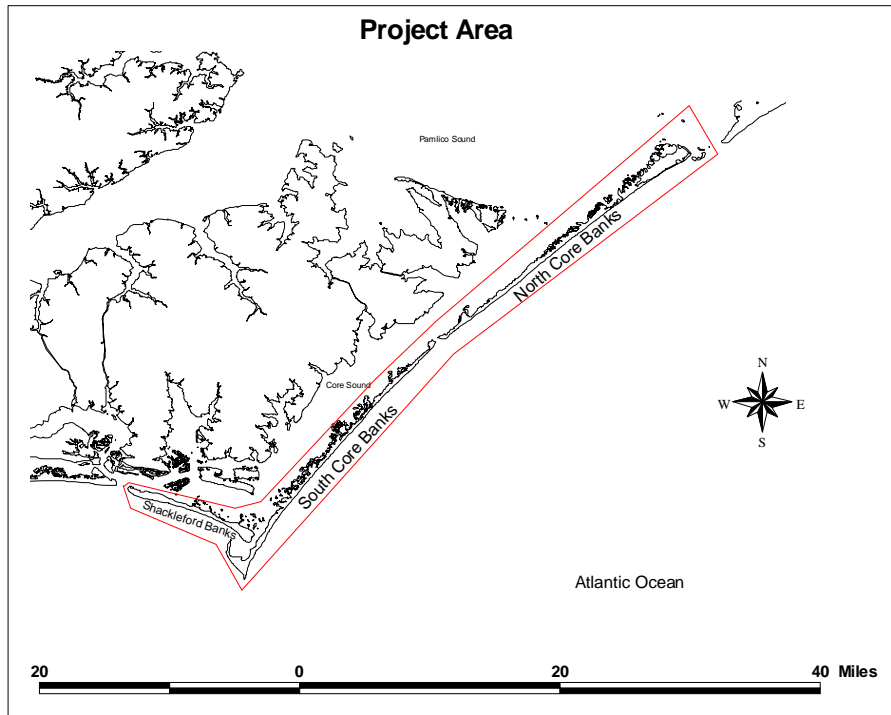 Project Area
Pamlico Sound
North Core Banks
Core Sound
South Core Banks
Shackleford Banks
N
W
E
S
Atlantic Ocean
20 0 20 40 Miles